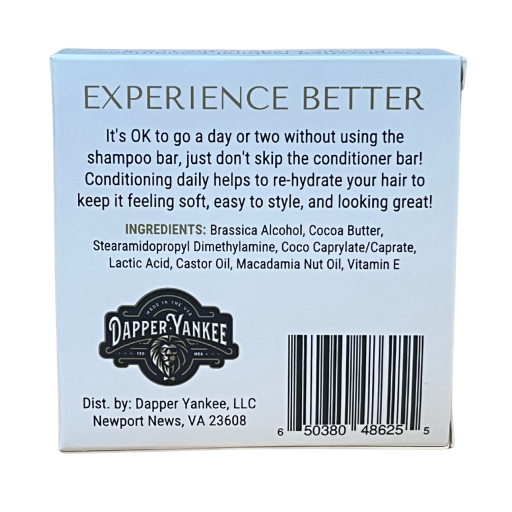 EXPERIENCE BETTER
It's OK to go a day or two without using the
shampoo bar, just don't skip the conditioner bar!
Conditioning daily helps to re-hydrate your hair to
keep it feeling soft, easy to style, and looking great!
INGREDIENTS: Brassica Alcohol, Cocoa Butter,
Stearamidopropyl Dimethylamine, Coco Caprylate/Caprate,
Lactic Acid, Castor Oil, Macadamia Nut Oil, Vitamin E
MADE IN THE USA
DAPPER YANKEE
Dist. by: Dapper Yankee, LLC
Newport News, VA 23608
6 50380 48625 5